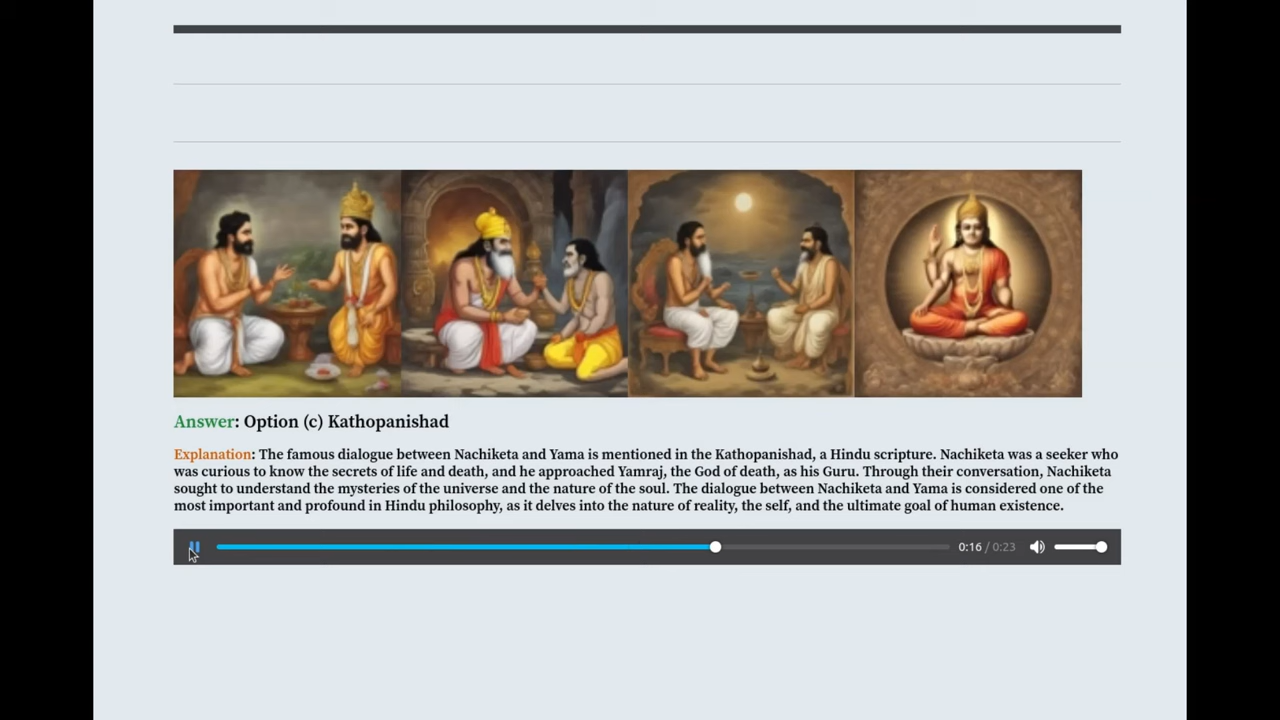 Answer: Option (c) Kathopanishad
Explanation: The famous dialogue between Nachiketa and Yama is mentioned in the Kathopanishad, a Hindu scripture. Nachiketa was a seeker who
was curious to know the secrets of life and death, and he approached Yamraj, the God of death, as his Guru. Through their conversation, Nachiketa
sought to understand the mysteries of the universe and the nature of the soul. The dialogue between Nachiketa and Yama is considered one of the
most important and profound in Hindu philosophy, as it delves into the nature of reality, the self, and the ultimate goal of human existence.
0:16 / 0:23